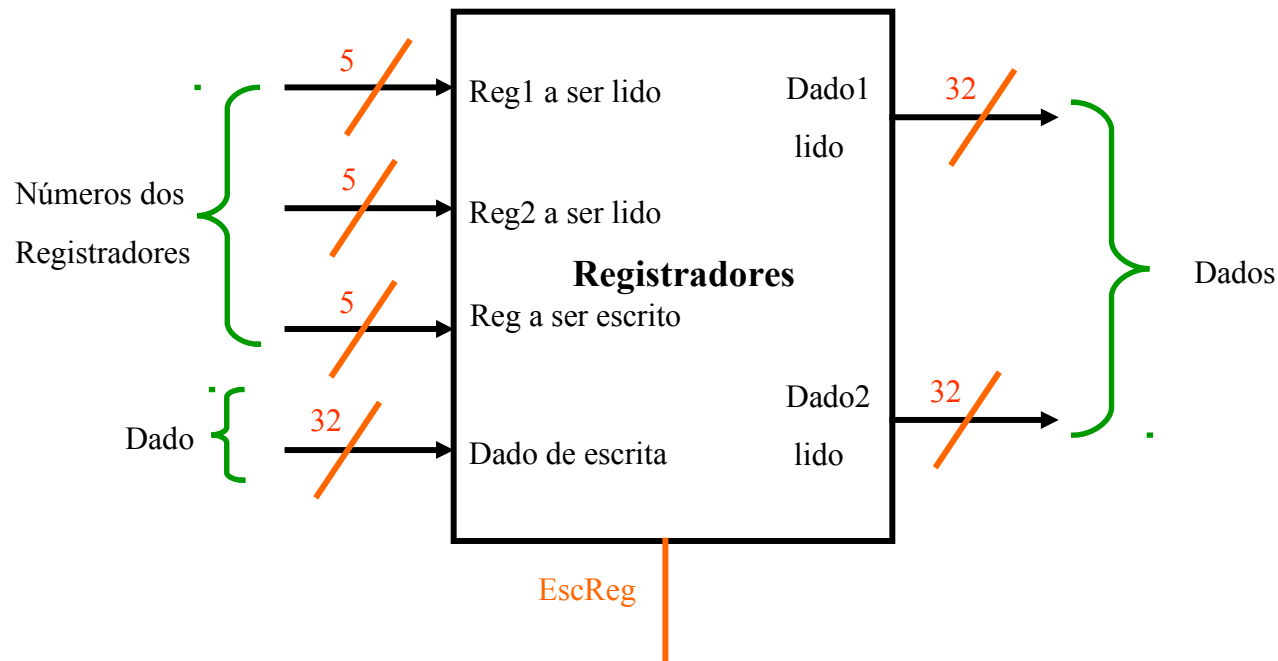 5
Reg1 a ser lido
Dado1
lido
32
Números dos
Registradores
5
Reg2 a ser lido
Registradores
Dados
5
Reg a ser escrito
Dado
32
Dado de escrita
Dado2
lido
32
EscReg